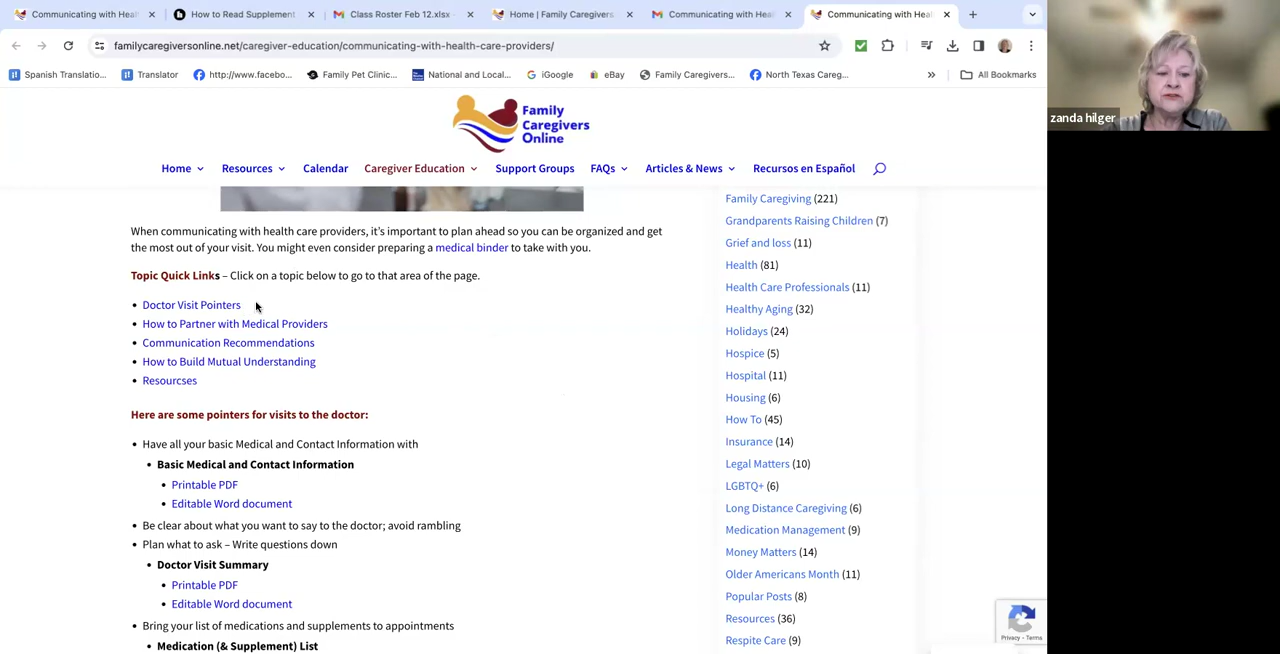 Communicating with Heal
How to Read Supplement
Class Roster Feb 12.xlsx -
Home | Family Caregivers
Communicating with Heal
Communicating with Heal
familycaregiversonline.net/caregiver-education/communicating-with-health-care-providers/
Spanish Translatio...
Translator
http://www.facebo...
Family Pet Clinic...
National and Local...
iGoogle
eBay
Family Caregivers...
North Texas Careg...
All Bookmarks
zanda hilger
Family
Caregivers
Online
Home
Resources
Calendar
Caregiver Education
Support Groups
FAQs
Articles & News
Recursos en Español
When communicating with health care providers, it's important to plan ahead so you can be organized and get
the most out of your visit. You might even consider preparing a medical binder to take with you.
Topic Quick Links – Click on a topic below to go to that area of the page.
• Doctor Visit Pointers
• How to Partner with Medical Providers
• Communication Recommendations
• How to Build Mutual Understanding
• Resourcses
Here are some pointers for visits to the doctor:
• Have all your basic Medical and Contact Information with
• Basic Medical and Contact Information
• Printable PDF
• Editable Word document
• Be clear about what you want to say to the doctor; avoid rambling
• Plan what to ask – Write questions down
• Doctor Visit Summary
• Printable PDF
• Editable Word document
• Bring your list of medications and supplements to appointments
• Medication (& Supplement) List
Family Caregiving (221)
Grandparents Raising Children (7)
Grief and loss (11)
Health (81)
Health Care Professionals (11)
Healthy Aging (32)
Holidays (24)
Hospice (5)
Hospital (11)
Housing (6)
How To (45)
Insurance (14)
Legal Matters (10)
LGBTQ+ (6)
Long Distance Caregiving (6)
Medication Management (9)
Money Matters (14)
Older Americans Month (11)
Popular Posts (8)
Resources (36)
Respite Care (9)
Privacy - Terms